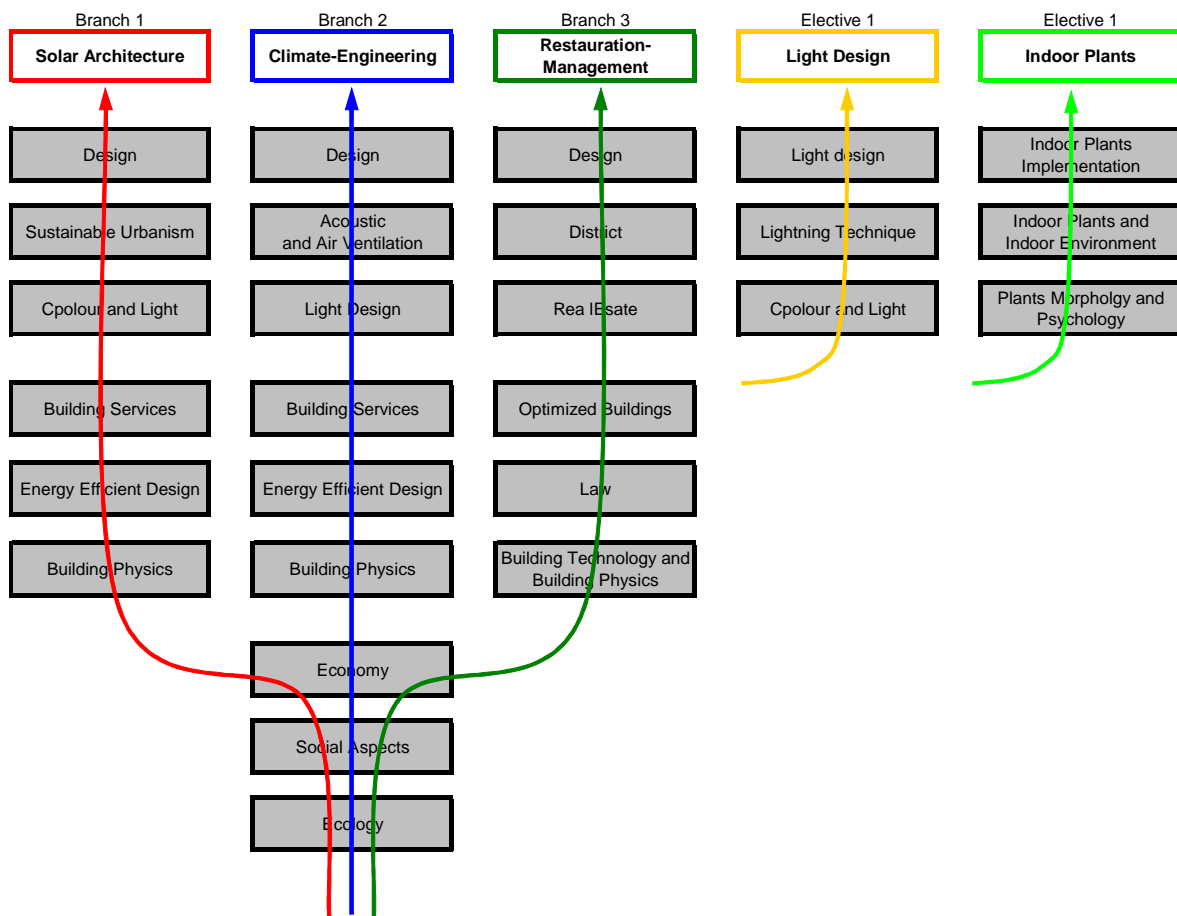 Branch 1
Branch 2
Branch 3
Elective 1
Elective 1
Solar Architecture
Climate-Engineering
Restauration-
Management
Light Design
Indoor Plants
Design
Design
Design
Light design
Indoor Plants
Implementation
Sustainable Urbanism
Acoustic
and Air Ventilation
District
Lightning Technique
Indoor Plants and
Indoor Environment
Cpolour and Light
Light Design
Rea lEsate
Cpolour and Light
Plants Morpholgy and
Psychology
Building Services
Building Services
Optimized Buildings
Energy Efficient Design
Energy Efficient Design
Law
Building Physics
Building Physics
Building Technology and
Building Physics
Economy
Social Aspects
Ecology